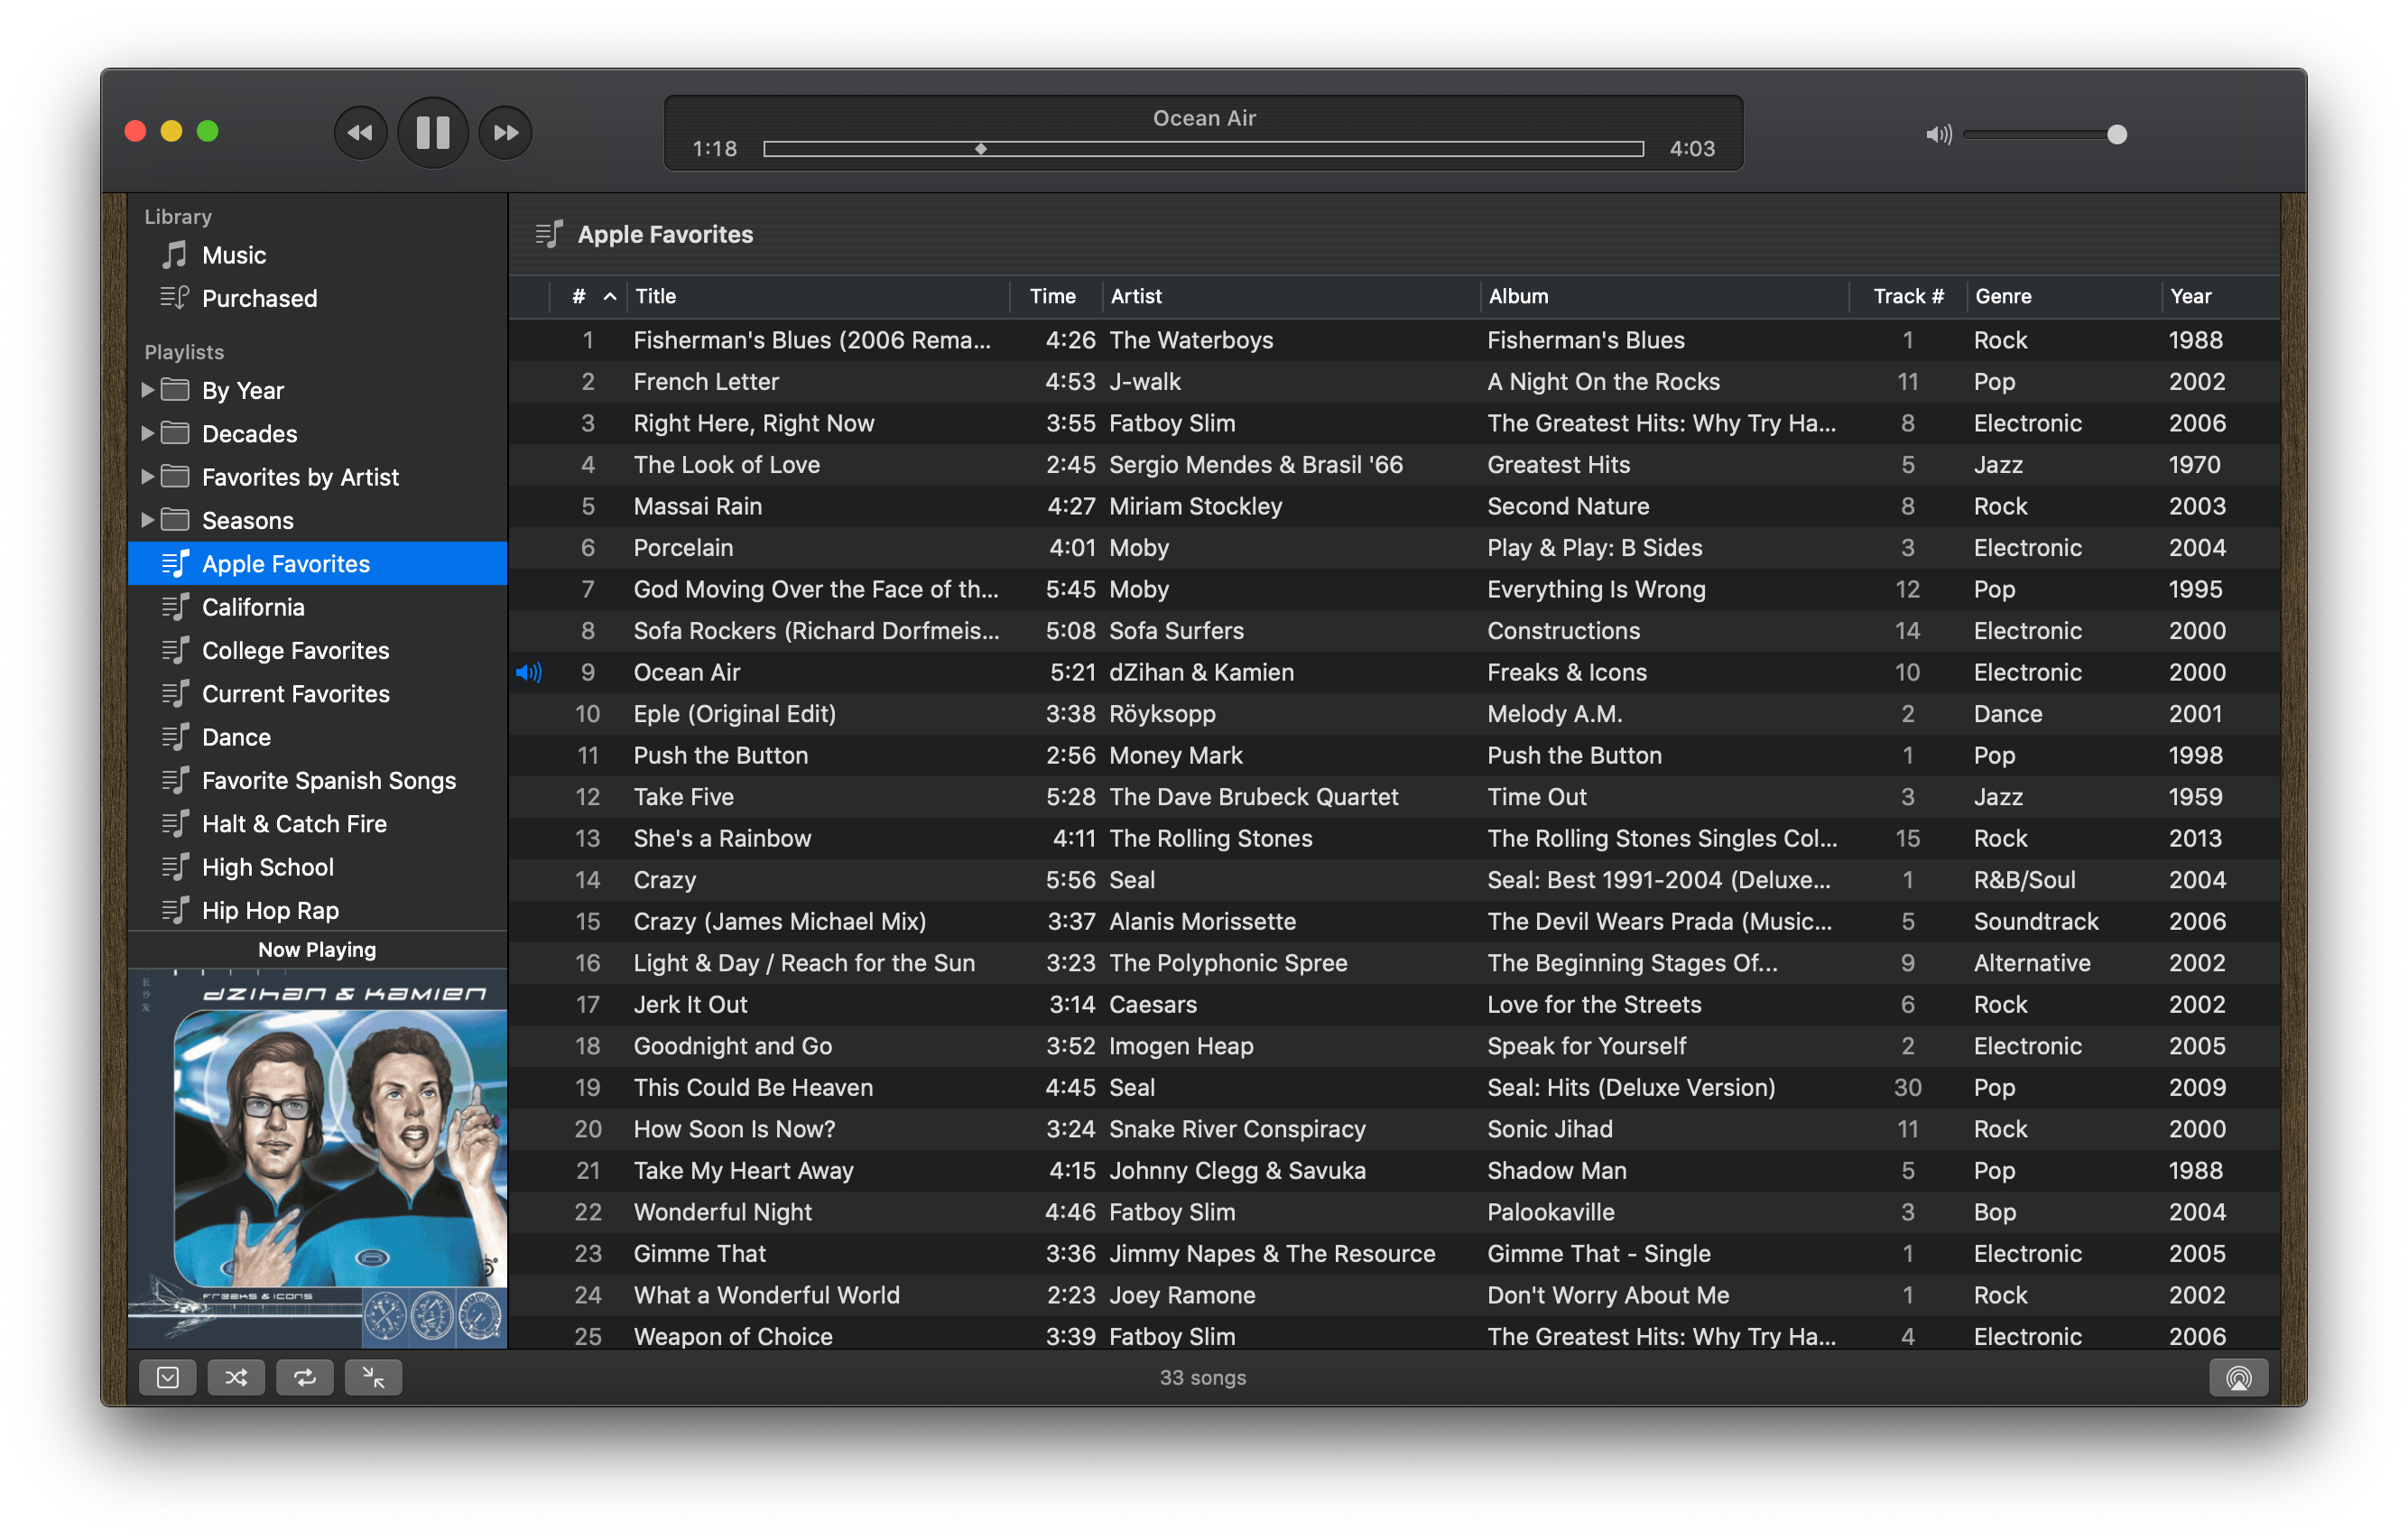 Ocean Air
1:18 4:03
Library
Music
Purchased
Playlists
By Year
Decades
Favorites by Artist
Seasons
Apple Favorites
California
College Favorites
Current Favorites
Dance
Favorite Spanish Songs
Halt & Catch Fire
High School
Hip Hop Rap
Now Playing
DZIHAN & KAMIEN
FREAKS & ICONS
Apple Favorites
# Title Time Artist Album Track # Genre Year
1 Fisherman's Blues (2006 Rema... 4:26 The Waterboys Fisherman's Blues 1 Rock 1988
2 French Letter 4:53 J-walk A Night On the Rocks 11 Pop 2002
3 Right Here, Right Now 3:55 Fatboy Slim The Greatest Hits: Why Try Ha... 8 Electronic 2006
4 The Look of Love 2:45 Sergio Mendes & Brasil '66 Greatest Hits 5 Jazz 1970
5 Massai Rain 4:27 Miriam Stockley Second Nature 8 Rock 2003
6 Porcelain 4:01 Moby Play & Play: B Sides 3 Electronic 2004
7 God Moving Over the Face of th... 5:45 Moby Everything Is Wrong 12 Pop 1995
8 Sofa Rockers (Richard Dorfmeis... 5:08 Sofa Surfers Constructions 14 Electronic 2000
9 Ocean Air 5:21 dZihan & Kamien Freaks & Icons 10 Electronic 2000
10 Eple (Original Edit) 3:38 Röyksopp Melody A.M. 2 Dance 2001
11 Push the Button 2:56 Money Mark Push the Button 1 Pop 1998
12 Take Five 5:28 The Dave Brubeck Quartet Time Out 3 Jazz 1959
13 She's a Rainbow 4:11 The Rolling Stones The Rolling Stones Singles Col... 15 Rock 2013
14 Crazy 5:56 Seal Seal: Best 1991-2004 (Deluxe... 1 R&B/Soul 2004
15 Crazy (James Michael Mix) 3:37 Alanis Morissette The Devil Wears Prada (Music... 5 Soundtrack 2006
16 Light & Day / Reach for the Sun 3:23 The Polyphonic Spree The Beginning Stages Of... 9 Alternative 2002
17 Jerk It Out 3:14 Caesars Love for the Streets 6 Rock 2002
18 Goodnight and Go 3:52 Imogen Heap Speak for Yourself 2 Electronic 2005
19 This Could Be Heaven 4:45 Seal Seal: Hits (Deluxe Version) 30 Pop 2009
20 How Soon Is Now? 3:24 Snake River Conspiracy Sonic Jihad 11 Rock 2000
21 Take My Heart Away 4:15 Johnny Clegg & Savuka Shadow Man 5 Pop 1988
22 Wonderful Night 4:46 Fatboy Slim Palookaville 3 Bop 2004
23 Gimme That 3:36 Jimmy Napes & The Resource Gimme That - Single 1 Electronic 2005
24 What a Wonderful World 2:23 Joey Ramone Don't Worry About Me 1 Rock 2002
25 Weapon of Choice 3:39 Fatboy Slim The Greatest Hits: Why Try Ha... 4 Electronic 2006
33 songs